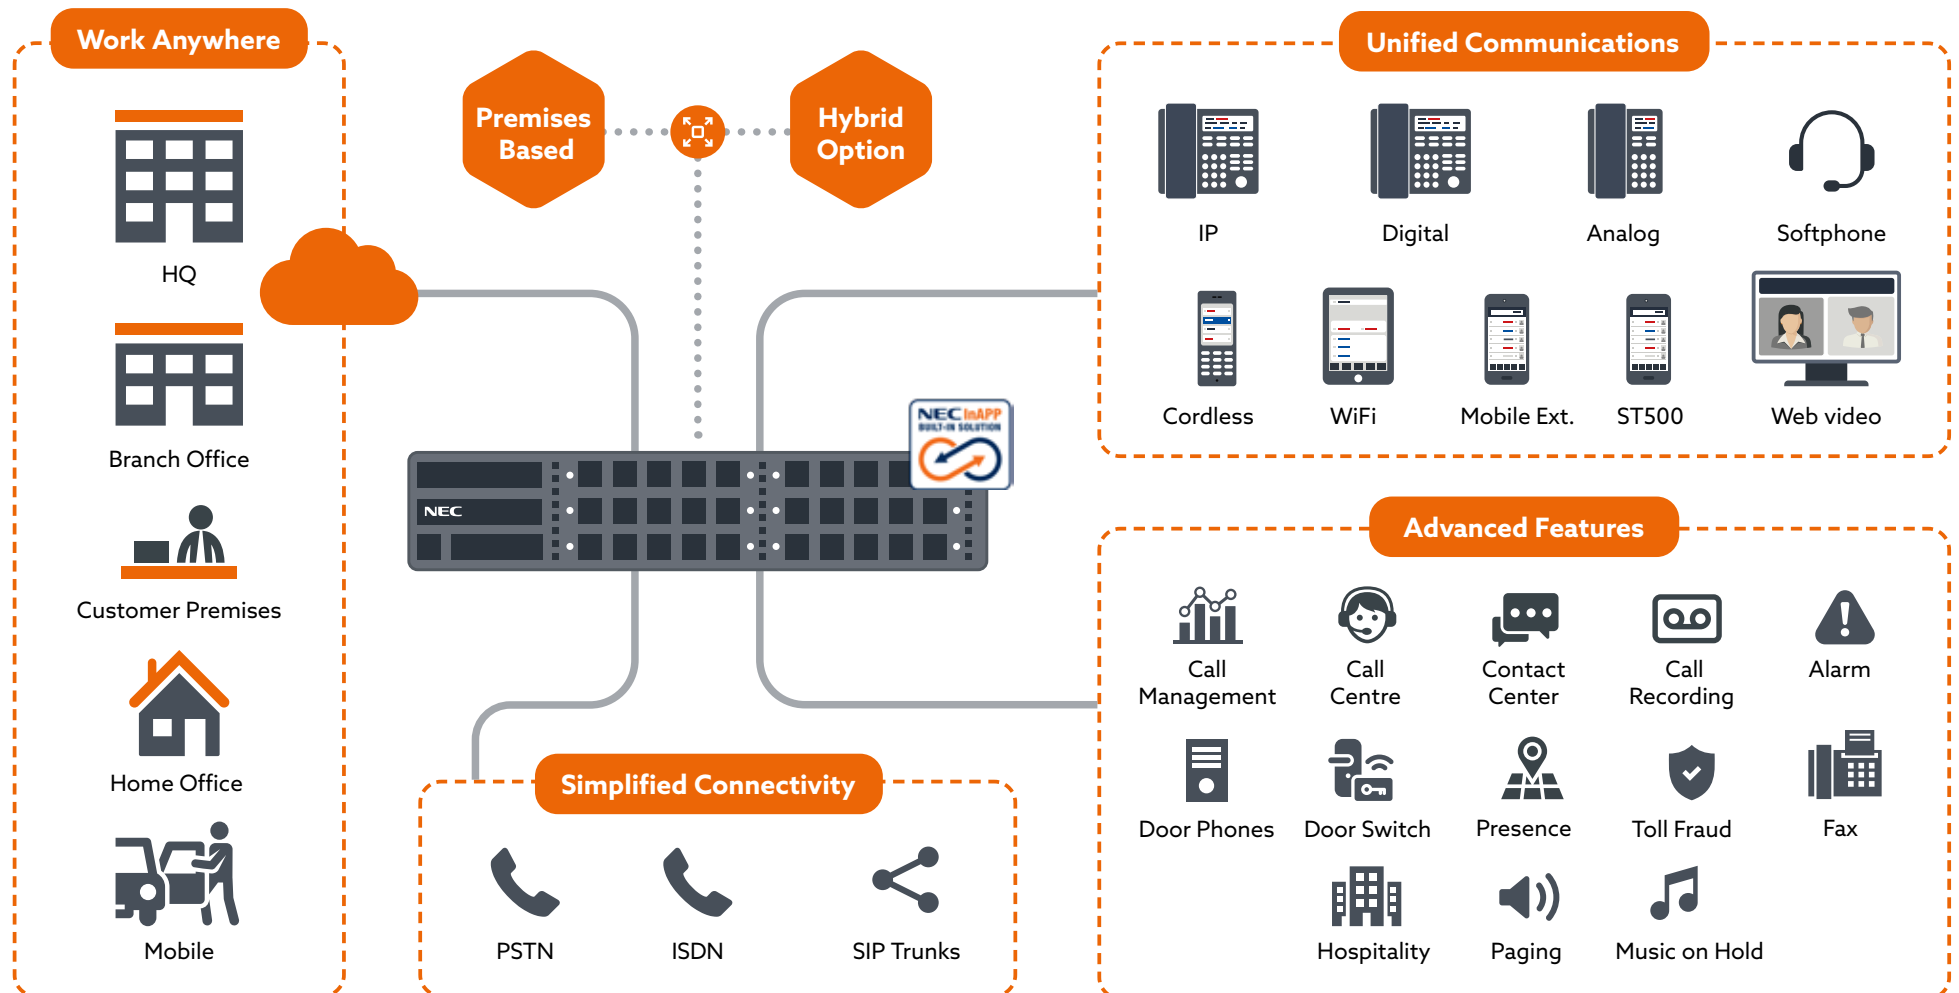 Work Anywhere
HQ
Branch Office
Customer Premises
Home Office
Mobile
Premises
Based
Hybrid
Option
NEC InAPP
BUILT-IN SOLUTION
NEC
Simplified Connectivity
PSTN
ISDN
SIP Trunks
Unified Communications
IP
Digital
Analog
Softphone
Cordless
WiFi
Mobile Ext.
ST500
Web video
Advanced Features
Call
Management
Call
Centre
Contact
Center
Call
Recording
Alarm
Door Phones
Door Switch
Presence
Toll Fraud
Fax
Hospitality
Paging
Music on Hold